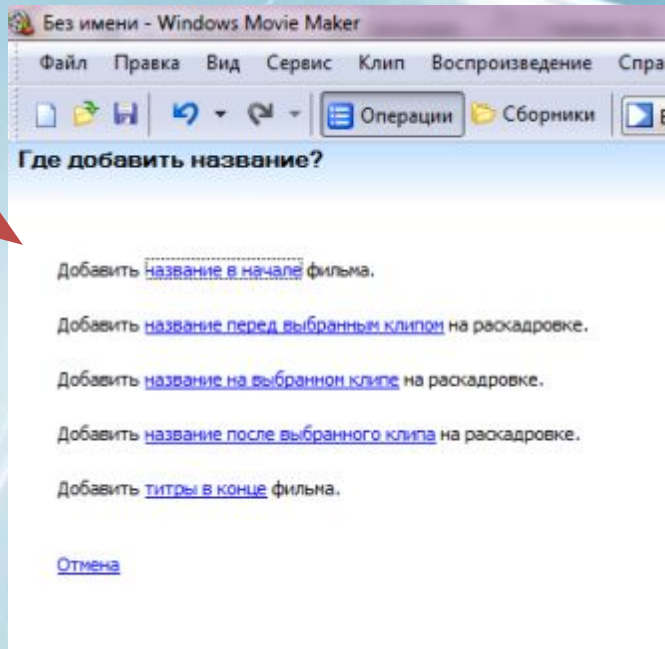 Без имени - Windows Movie Maker
Файл Правка Вид Сервис Клип Воспроизведение Спра
Операции Сборники В
Где добавить название?
Добавить название в начале фильма.
Добавить название перед выбранным клипом на раскадровке.
Добавить название на выбранном клипе на раскадровке.
Добавить название после выбранного клипа на раскадровке.
Добавить титры в конце фильма.
Отмена